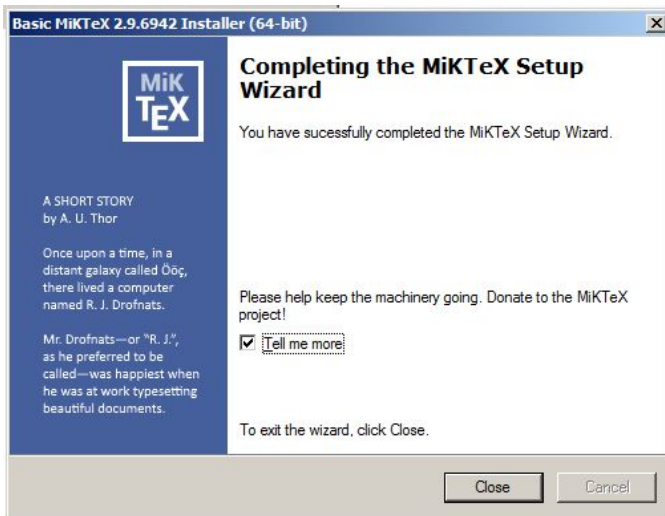 Basic MiKTeX 2.9.6942 Installer (64-bit)
MiK
TEX
A SHORT STORY
by A. U. Thor
Once upon a time, in a
distant galaxy called Ööç,
there lived a computer
named R. J. Drofnats.
Mr. Drofnats—or “R. J.”,
as he preferred to be
called—was happiest when
he was at work typesetting
beautiful documents.
Completing the MiKTeX Setup
Wizard
You have sucessfully completed the MiKTeX Setup Wizard.
Please help keep the machinery going. Donate to the MiKTeX
project!
Tell me more
To exit the wizard, click Close.
Close
Cancel